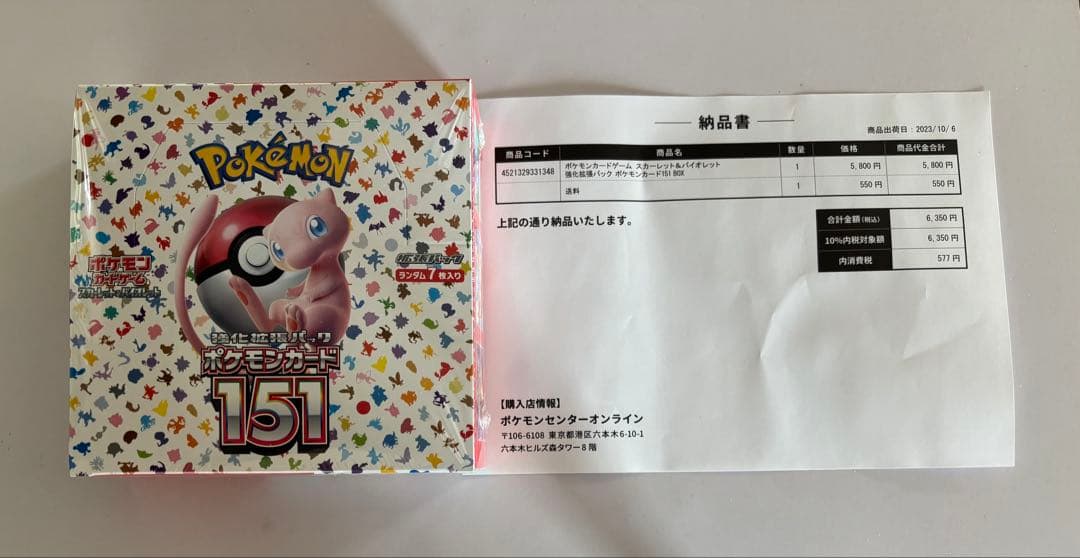 POKÉMON
ポケモン
カードゲーム
スカーレット&バイオレット
拡張パック
ランダム7枚入り
強化拡張パック
ポケモンカード
151
納品書
商品出荷日：2023/10/ 6
商品コード 商品名 数量 価格 商品代金合計
4521329331348 ポケモンカードゲーム スカーレット&バイオレット 1 5,800 円 5,800 円
強化拡張パック ポケモンカード151 BOX
送料 1 550 円 550 円
上記の通り納品いたします。
合計金額(税込) 6,350 円
10%内税対象額 6,350 円
内消費税 577 円
【購入店情報】
ポケモンセンターオンライン
〒106-6108 東京都港区六本木6-10-1
六本木ヒルズ森タワー8階